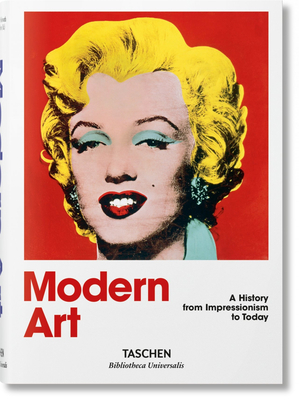 Modern
Art
A History
from Impressionism
to Today
TASCHEN
Bibliotheca Universalis